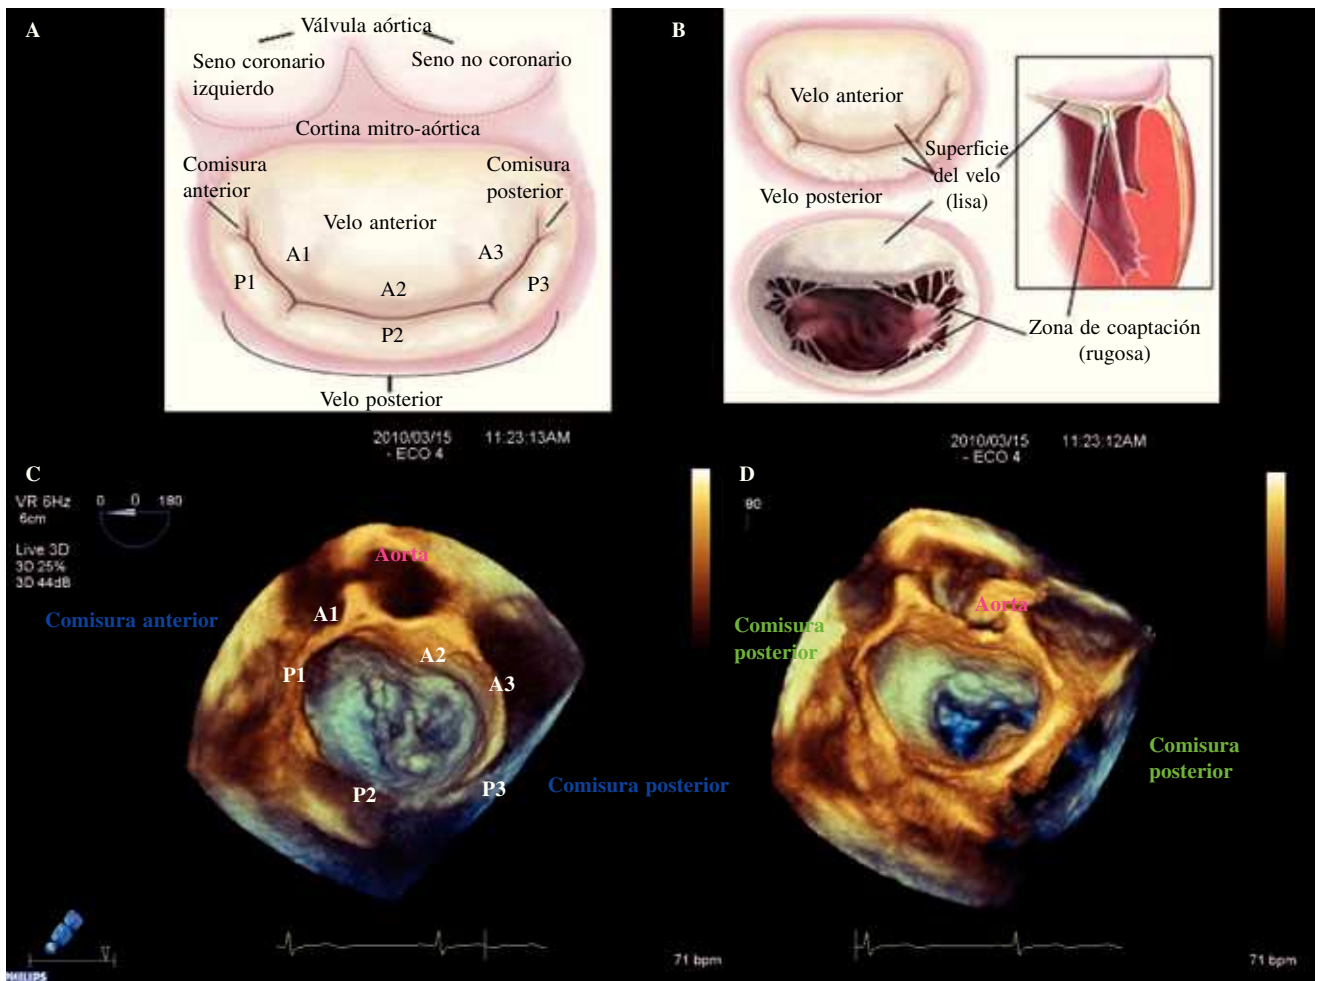 A
Válvula aórtica
Seno coronario
izquierdo
Seno no coronario
Cortina mitro-aórtica
Comisura
anterior
Comisura
posterior
Velo anterior
A1
A3
P1
A2
P3
P2
Velo posterior
B
Velo anterior
Superficie
del velo
(lisa)
Velo posterior
Zona de coaptación
(rugosa)
2010/03/15 11:23:13AM
- ECO 4
C
VR 6Hz
6cm
0 0 180
Live 3D
3D 25%
3D 44dB
Aorta
Comisura anterior
A1
A2
P1
A3
P2
P3
Comisura posterior
V
PHILIPS
71 bpm
2010/03/15 11:23:12AM
- ECO 4
D
80
Aorta
Comisura
posterior
Comisura
posterior
71 bpm